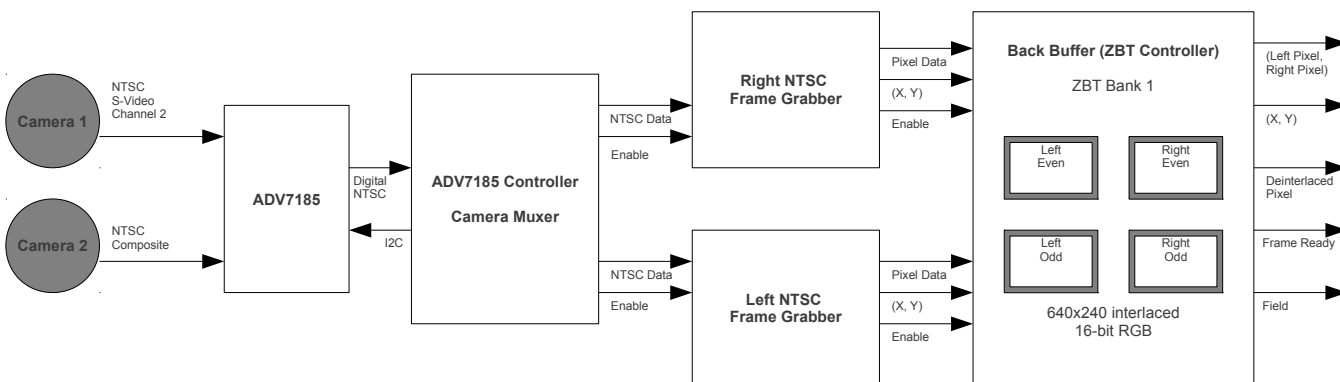 Camera 1
NTSC
S-Video
Channel 2
Camera 2
NTSC
Composite
ADV7185
Digital
NTSC
I2C
ADV7185 Controller
Camera Muxer
NTSC Data
Enable
NTSC Data
Enable
Right NTSC
Frame Grabber
Left NTSC
Frame Grabber
Pixel Data
(X, Y)
Enable
Pixel Data
(X, Y)
Enable
Back Buffer (ZBT Controller)
ZBT Bank 1
Left
Even
Right
Even
Left
Odd
Right
Odd
640x240 interlaced
16-bit RGB
(Left Pixel,
Right Pixel)
(X, Y)
Deinterlaced
Pixel
Frame Ready
Field